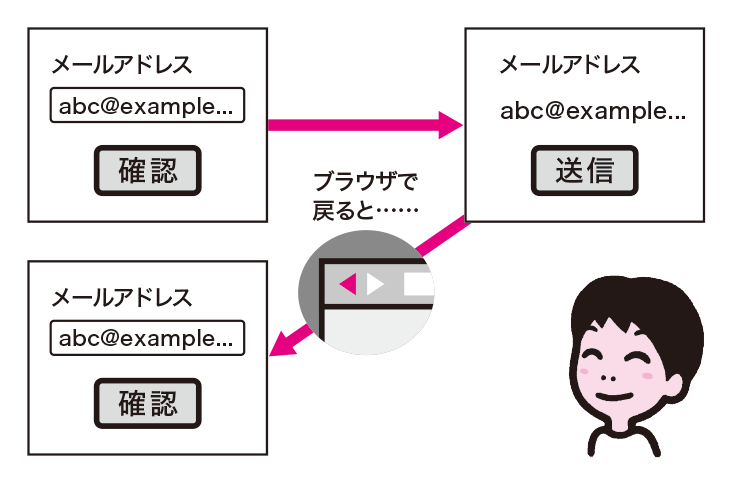 メールアドレス
abc@example...
確認
メールアドレス
abc@example...
送信
ブラウザで
戻ると……
メールアドレス
abc@example...
確認